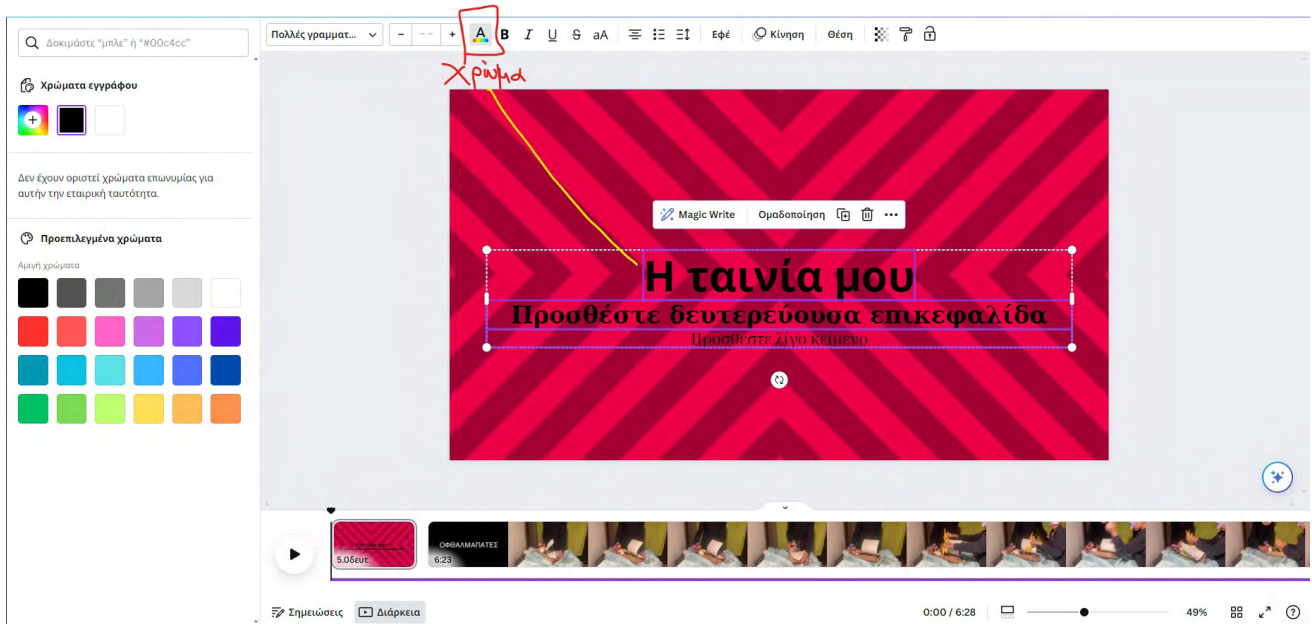 Δοκιμάστε "μπλε" ή "#00c4cc"
Χρώματα εγγράφου
Δεν έχουν οριστεί χρώματα επωνυμίας για
αυτήν την εταιρική ταυτότητα.
Προεπιλεγμένα χρώματα
Αμιγή χρώματα
Πολλές γραμματ...
- -- + A B I U S aA Εφέ Κίνηση Θέση
Χρώμα
Magic Write Ομαδοποίηση
Η ταινία μου
Προσθέστε δευτερεύουσα επικεφαλίδα
Προσθέστε λίγο κείμενο
5.0δευτ.
ΟΦΘΑΛΜΑΠΑΤΕΣ
6:23
Σημειώσεις Διάρκεια 0:00 / 6:28 49%